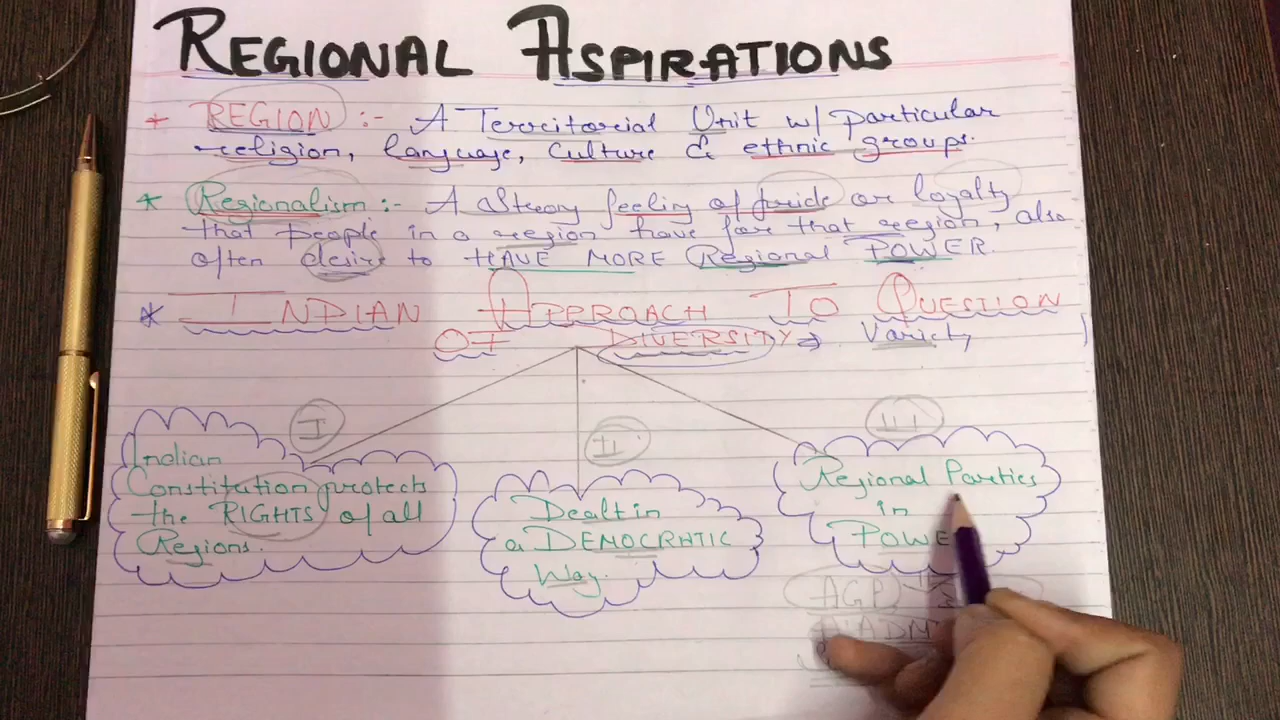 REGIONAL ASPIRATIONS
+ REGION :- A Territorial Unit w/ particular
religion, language, culture & ethnic groups.
* Regionalism :- A strong feeling of pride or loyalty
that people in a region have for that region, also
often desire to HAVE MORE Regional POWER.
* INDIAN APPROACH TO QUESTION
OF DIVERSITY → Variety
I
Indian
Constitution protects
the RIGHTS of all
Regions.
II
Dealt in
a DEMOCRATIC
Way.
III
Regional Parties
in
POWE
AGP